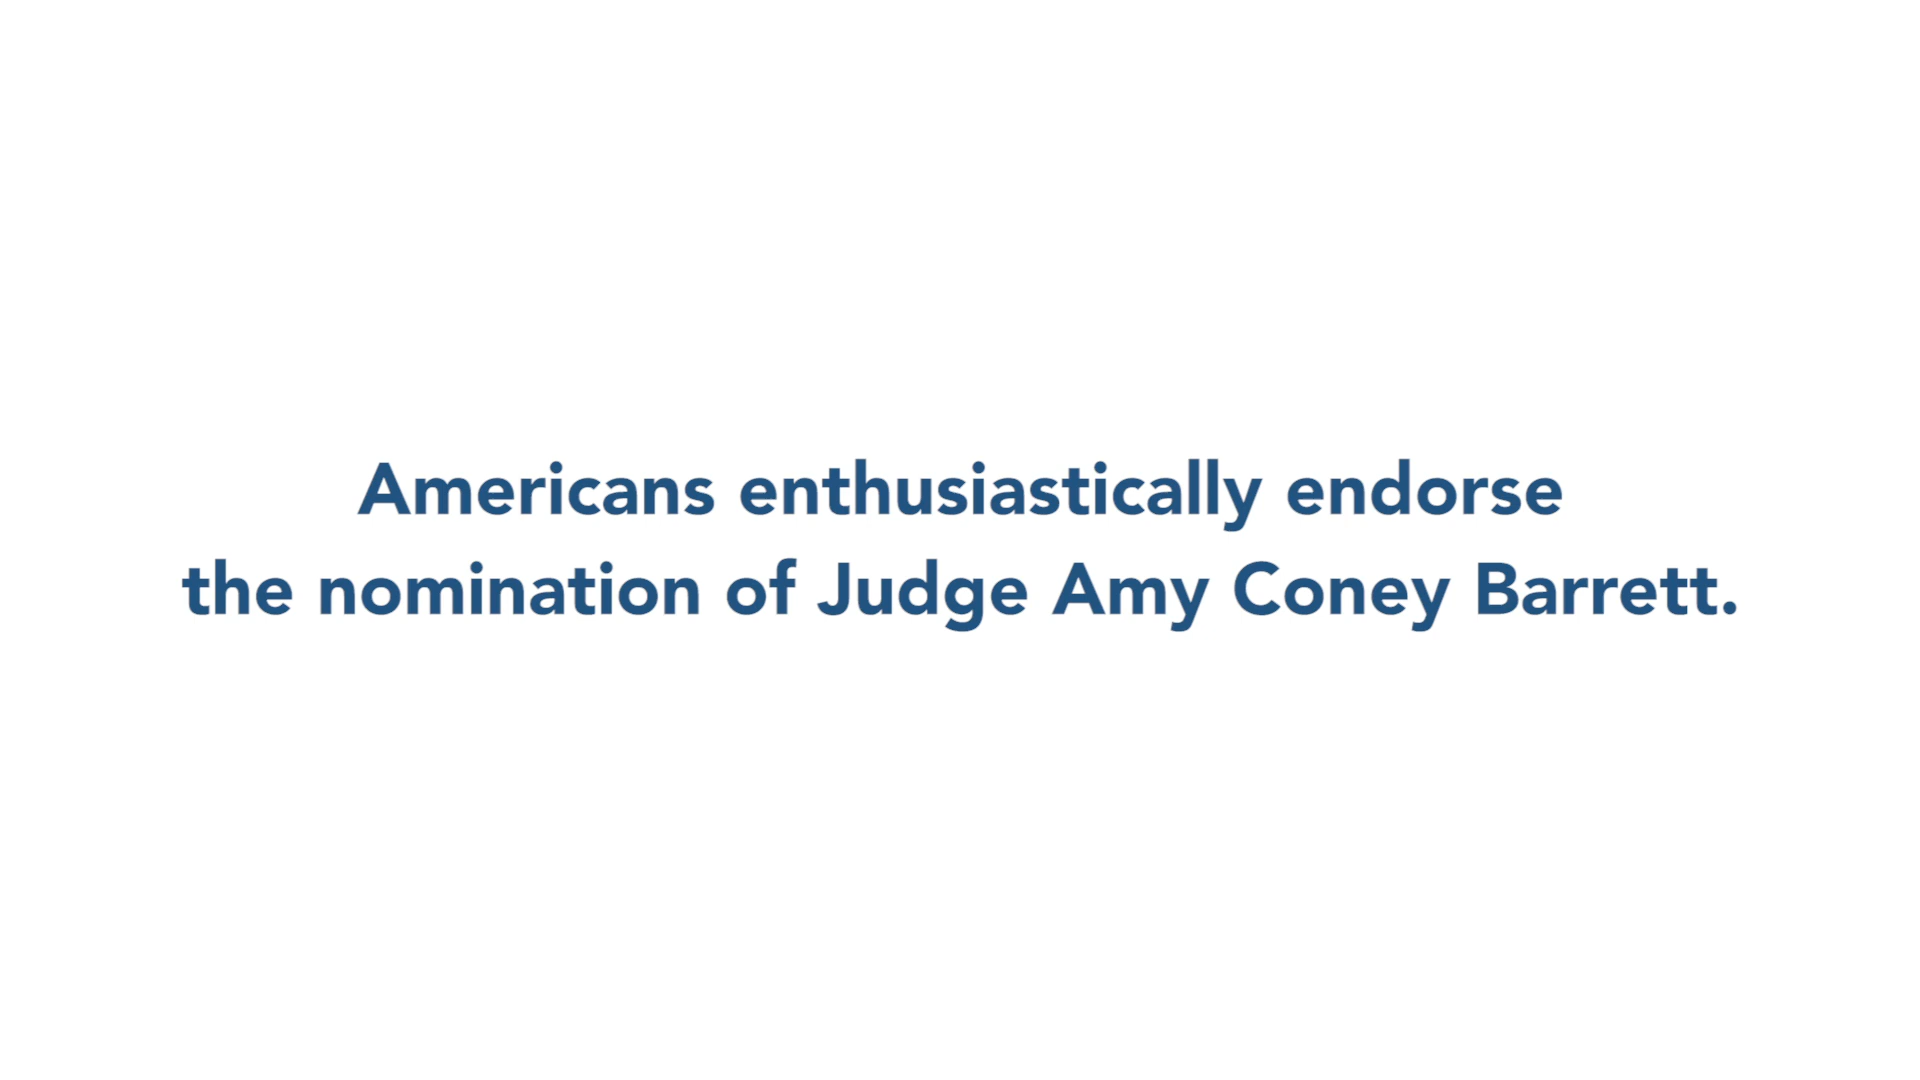 Americans enthusiastically endorse
the nomination of Judge Amy Coney Barrett.